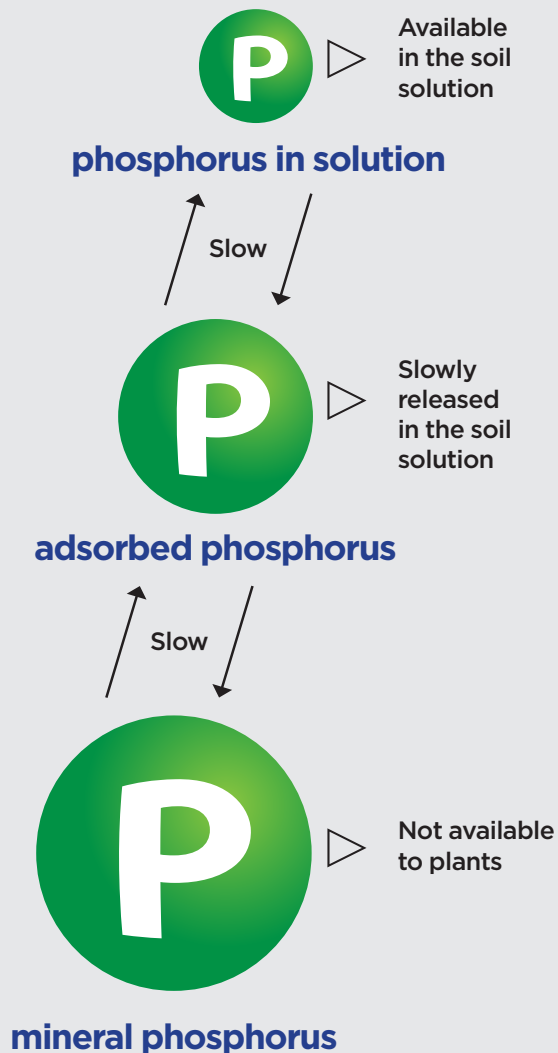 P
Available
in the soil
solution
phosphorus in solution
Slow
P
Slowly
released
in the soil
solution
adsorbed phosphorus
Slow
P
Not available
to plants
mineral phosphorus